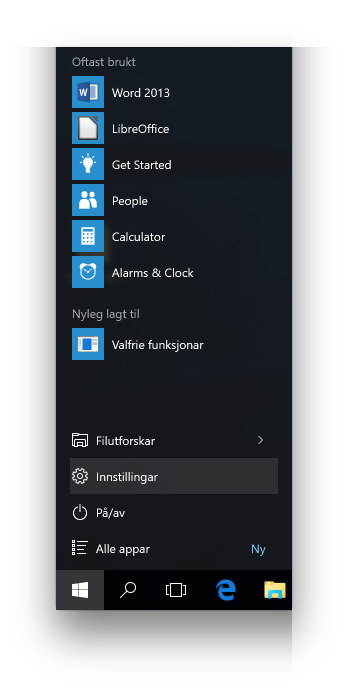 Oftast brukt
Word 2013
LibreOffice
Get Started
People
Calculator
Alarms & Clock
Nyleg lagt til
Valfrie funksjonar
Filutforskar
Innstillingar
På/av
Alle appar Ny